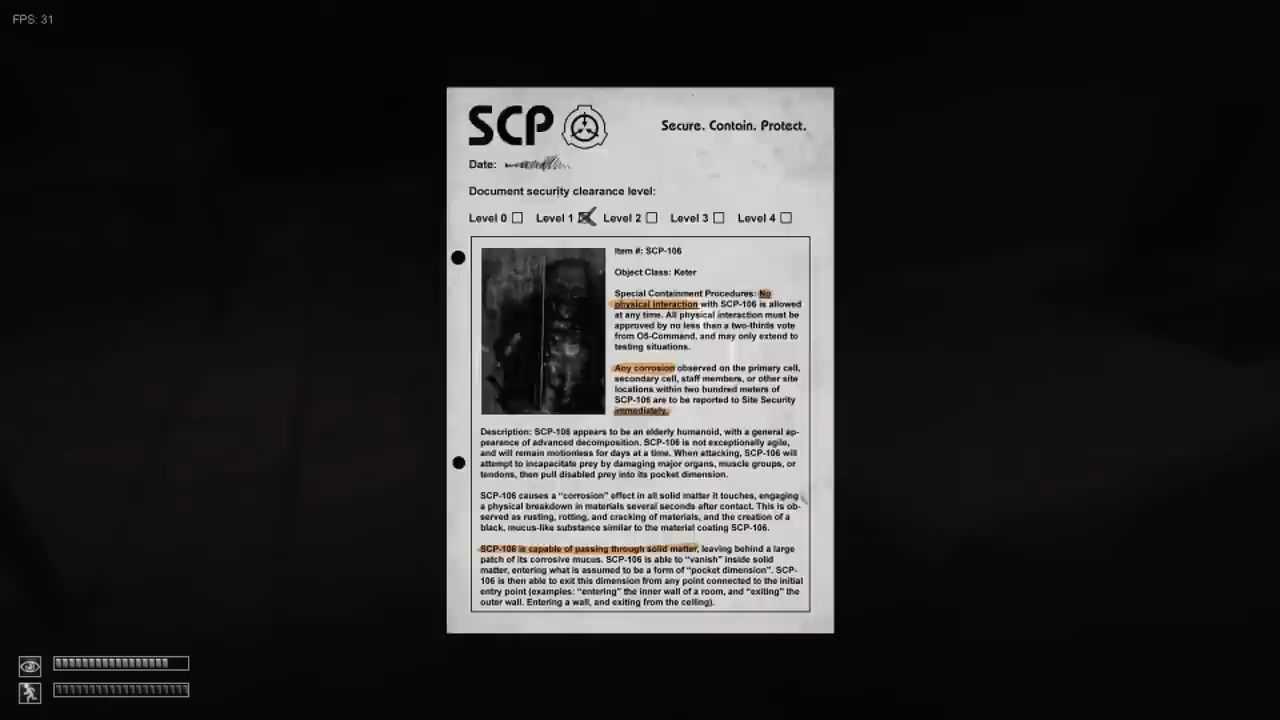 FPS: 31
SCP
Secure. Contain. Protect.
Date:
Document security clearance level:
Level 0 Level 1 Level 2 Level 3 Level 4
Item #: SCP-106
Object Class: Keter
Special Containment Procedures: No
physical interaction with SCP-106 is allowed
at any time. All physical interaction must be
approved by no less than a two-thirds vote
from O5-Command, and may only extend to
testing situations.
Any corrosion observed on the primary cell,
secondary cell, staff members, or other site
locations within two hundred meters of
SCP-106 are to be reported to Site Security
immediately.
Description: SCP-106 appears to be an elderly humanoid, with a general ap-
pearance of advanced decomposition. SCP-106 is not exceptionally agile,
and will remain motionless for days at a time. When attacking, SCP-106 will
attempt to incapacitate prey by damaging major organs, muscle groups, or
tendons, then pull disabled prey into its pocket dimension.
SCP-106 causes a “corrosion” effect in all solid matter it touches, engaging
a physical breakdown in materials several seconds after contact. This is ob-
served as rusting, rotting, and cracking of materials, and the creation of a
black, mucus-like substance similar to the material coating SCP-106.
SCP-106 is capable of passing through solid matter, leaving behind a large
patch of its corrosive mucus. SCP-106 is able to “vanish” inside solid
matter, entering what is assumed to be a form of “pocket dimension”. SCP-
106 is then able to exit this dimension from any point connected to the initial
entry point (examples: “entering” the inner wall of a room, and “exiting” the
outer wall. Entering a wall, and exiting from the ceiling).